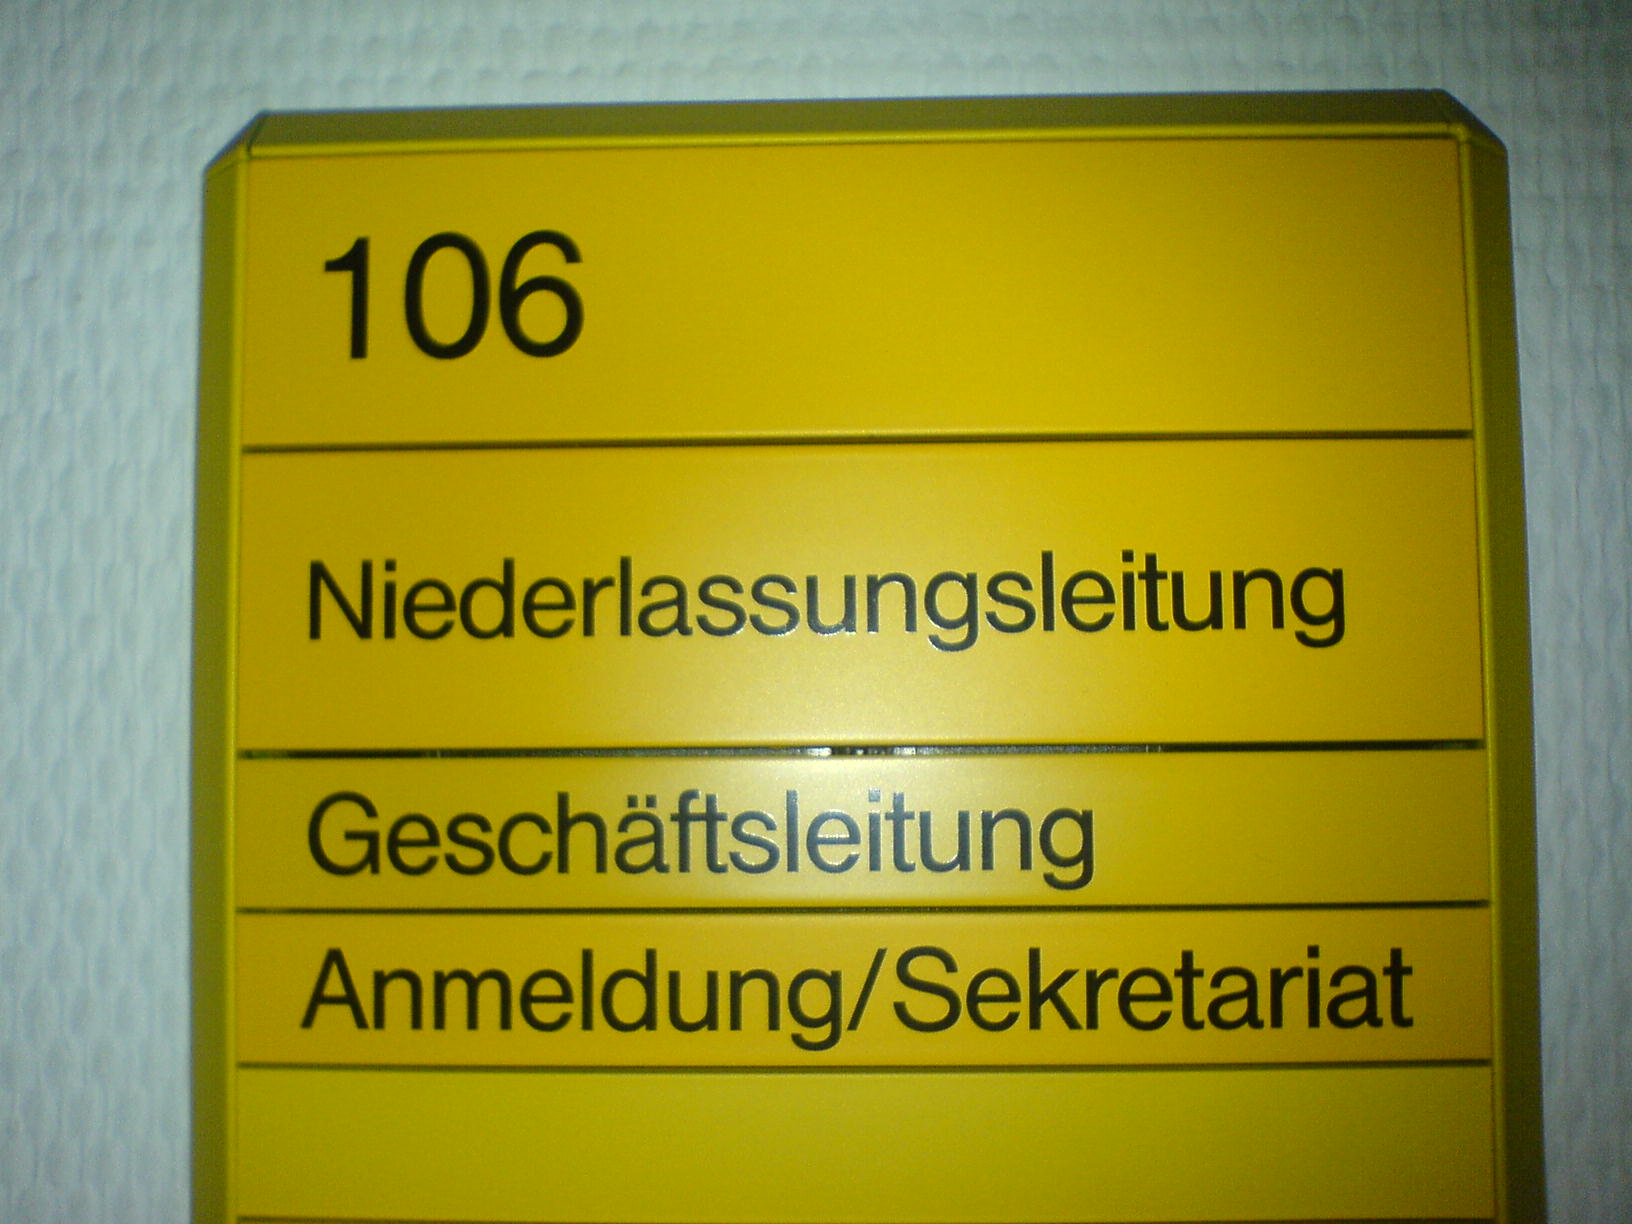 106
Niederlassungsleitung
Geschäftsleitung
Anmeldung/Sekretariat